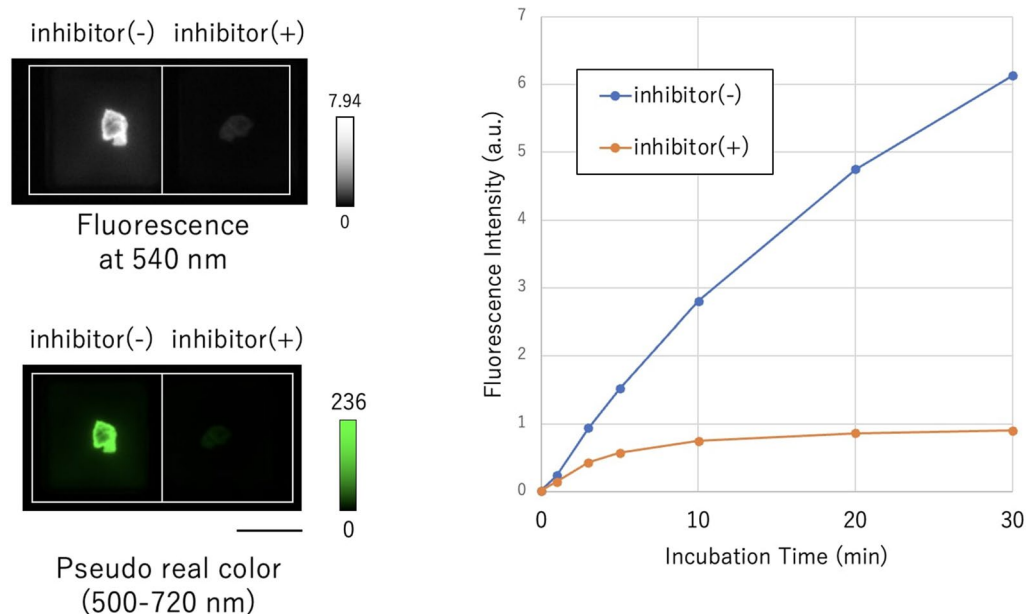 inhibitor(-) inhibitor(+)
7.94
0
Fluorescence
at 540 nm
inhibitor(-) inhibitor(+)
236
0
Pseudo real color
(500-720 nm)
Fluorescence Intensity (a.u.)
7
6
5
4
3
2
1
0
inhibitor(-)
inhibitor(+)
0 10 20 30
Incubation Time (min)